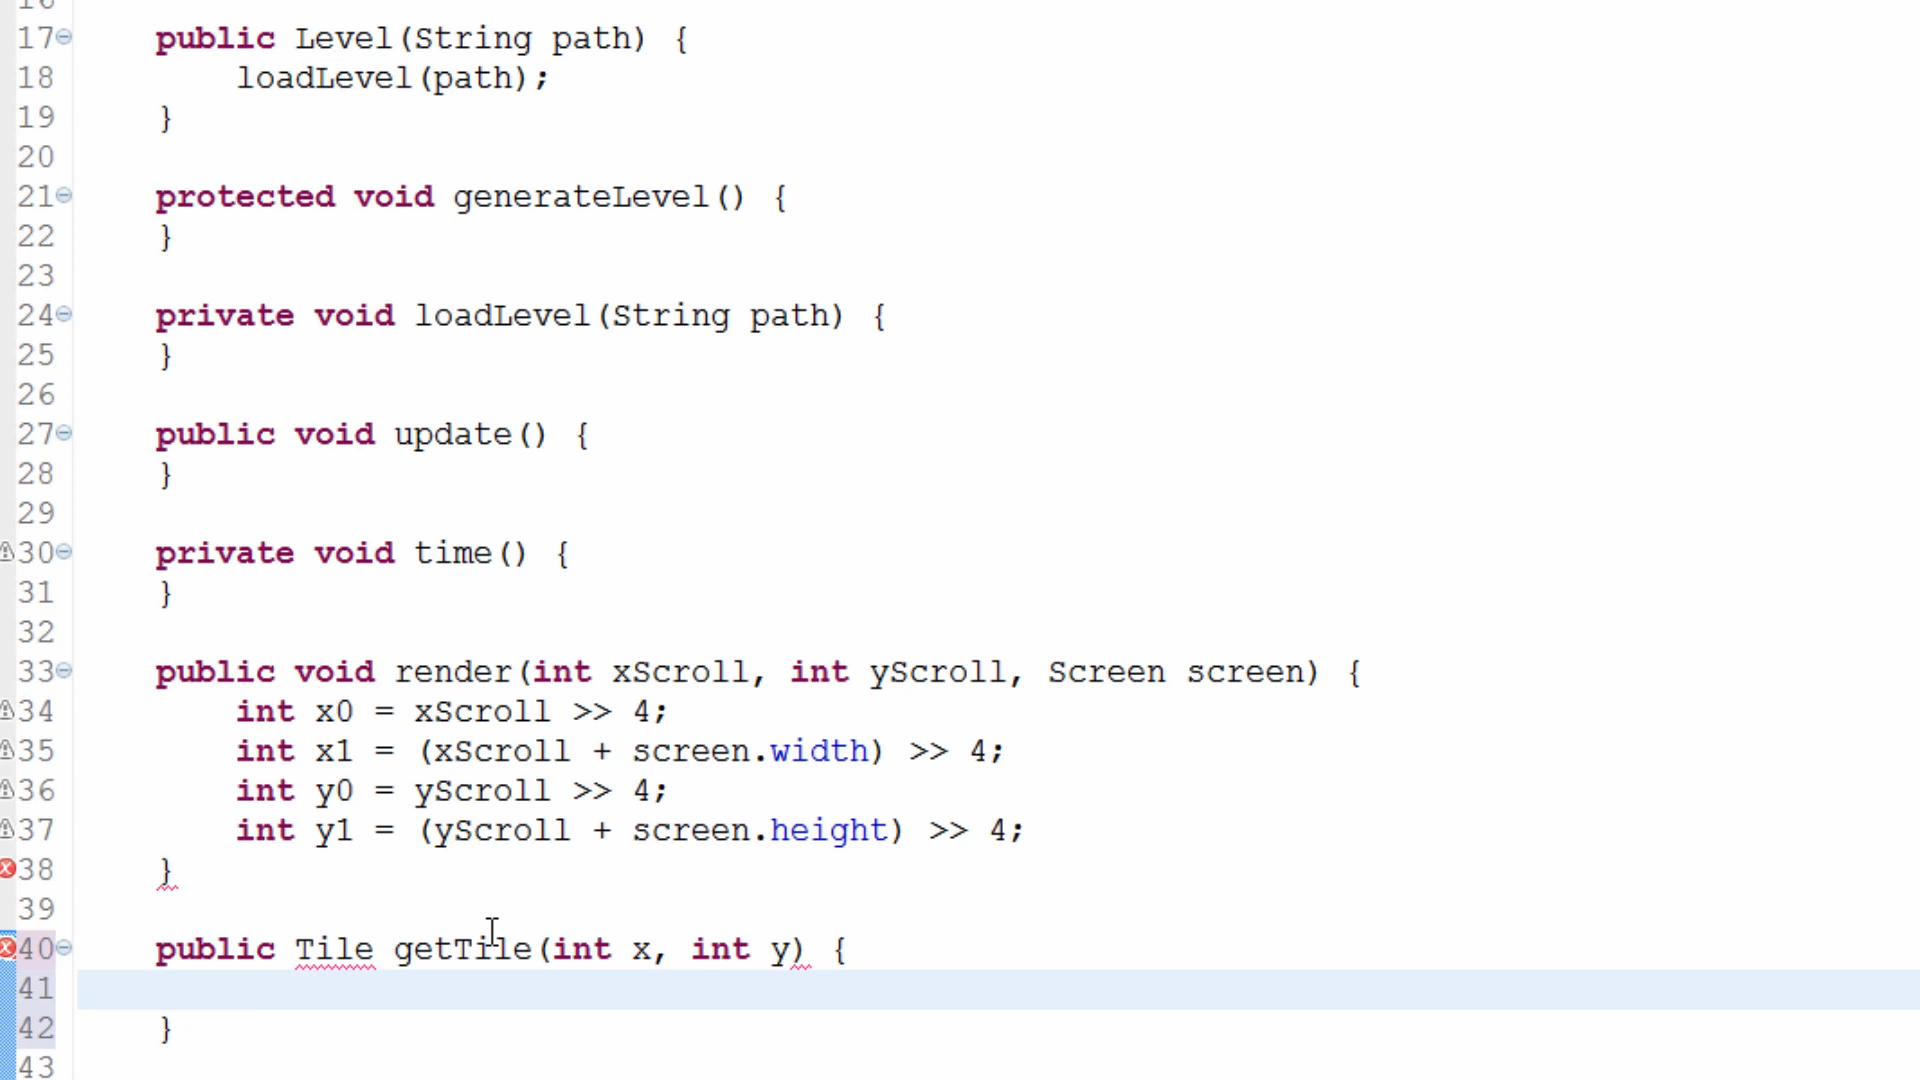 16
17 public Level(String path) {
18 loadLevel(path);
19 }
20
21 protected void generateLevel() {
22 }
23
24 private void loadLevel(String path) {
25 }
26
27 public void update() {
28 }
29
30 private void time() {
31 }
32
33 public void render(int xScroll, int yScroll, Screen screen) {
34 int x0 = xScroll >> 4;
35 int x1 = (xScroll + screen.width) >> 4;
36 int y0 = yScroll >> 4;
37 int y1 = (yScroll + screen.height) >> 4;
38 }
39
40 public Tile getTile(int x, int y) {
41
42 }
43